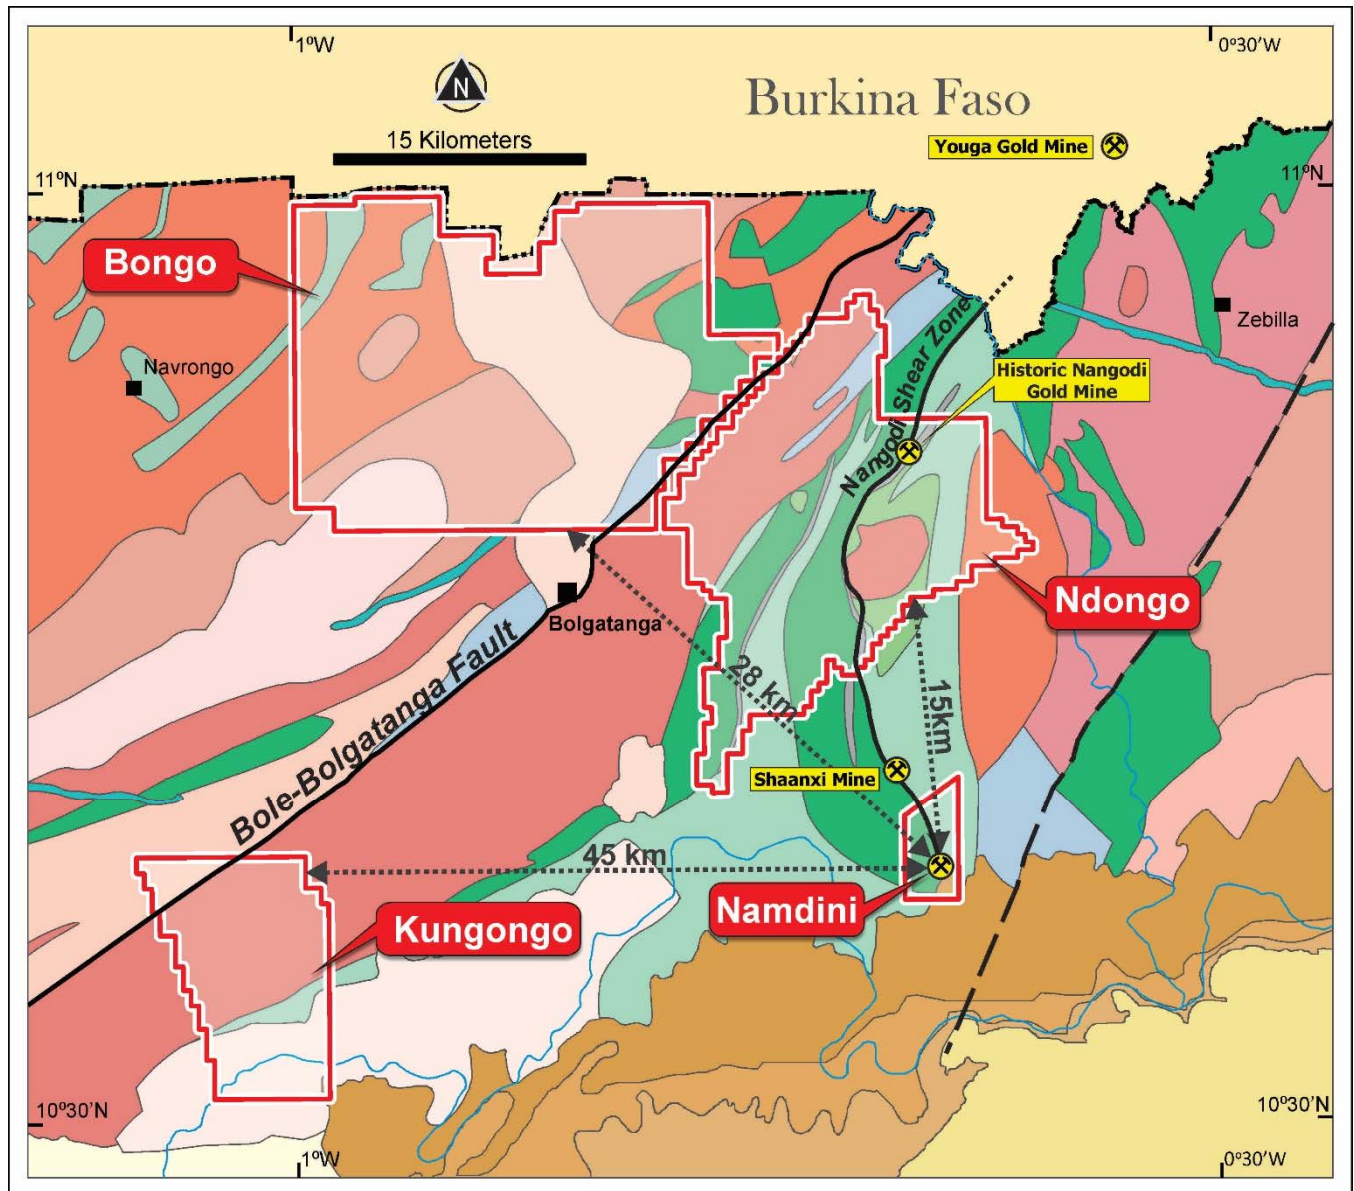 1ºW
0º30'W
N
Burkina Faso
15 Kilometers
Youga Gold Mine
11ºN
11ºN
Bongo
Zebilla
Navrongo
Nangodi Shear Zone
Historic Nangodi
Gold Mine
Ndongo
Bolgatanga
Bole-Bolgatanga Fault
28 km
15km
Shaanxi Mine
45 km
Namdini
Kungongo
10º30'N
10º30'N
1ºW
0º30'W